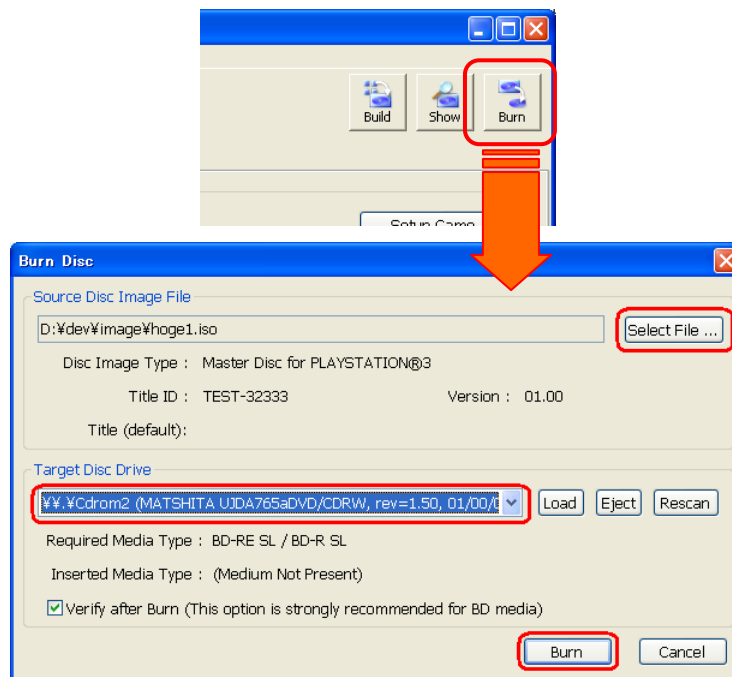 Build Show Burn
Setup Game
Burn Disc
Source Disc Image File
D:¥dev¥image¥hoge1.iso
Select File ...
Disc Image Type : Master Disc for PLAYSTATION®3
Title ID : TEST-32333 Version : 01.00
Title (default):
Target Disc Drive
¥¥.¥Cdrom2 (MATSHITA UJDA765aDVD/CDRW, rev=1.50, 01/00/
Load Eject Rescan
Required Media Type : BD-RE SL / BD-R SL
Inserted Media Type : (Medium Not Present)
Verify after Burn (This option is strongly recommended for BD media)
Burn Cancel